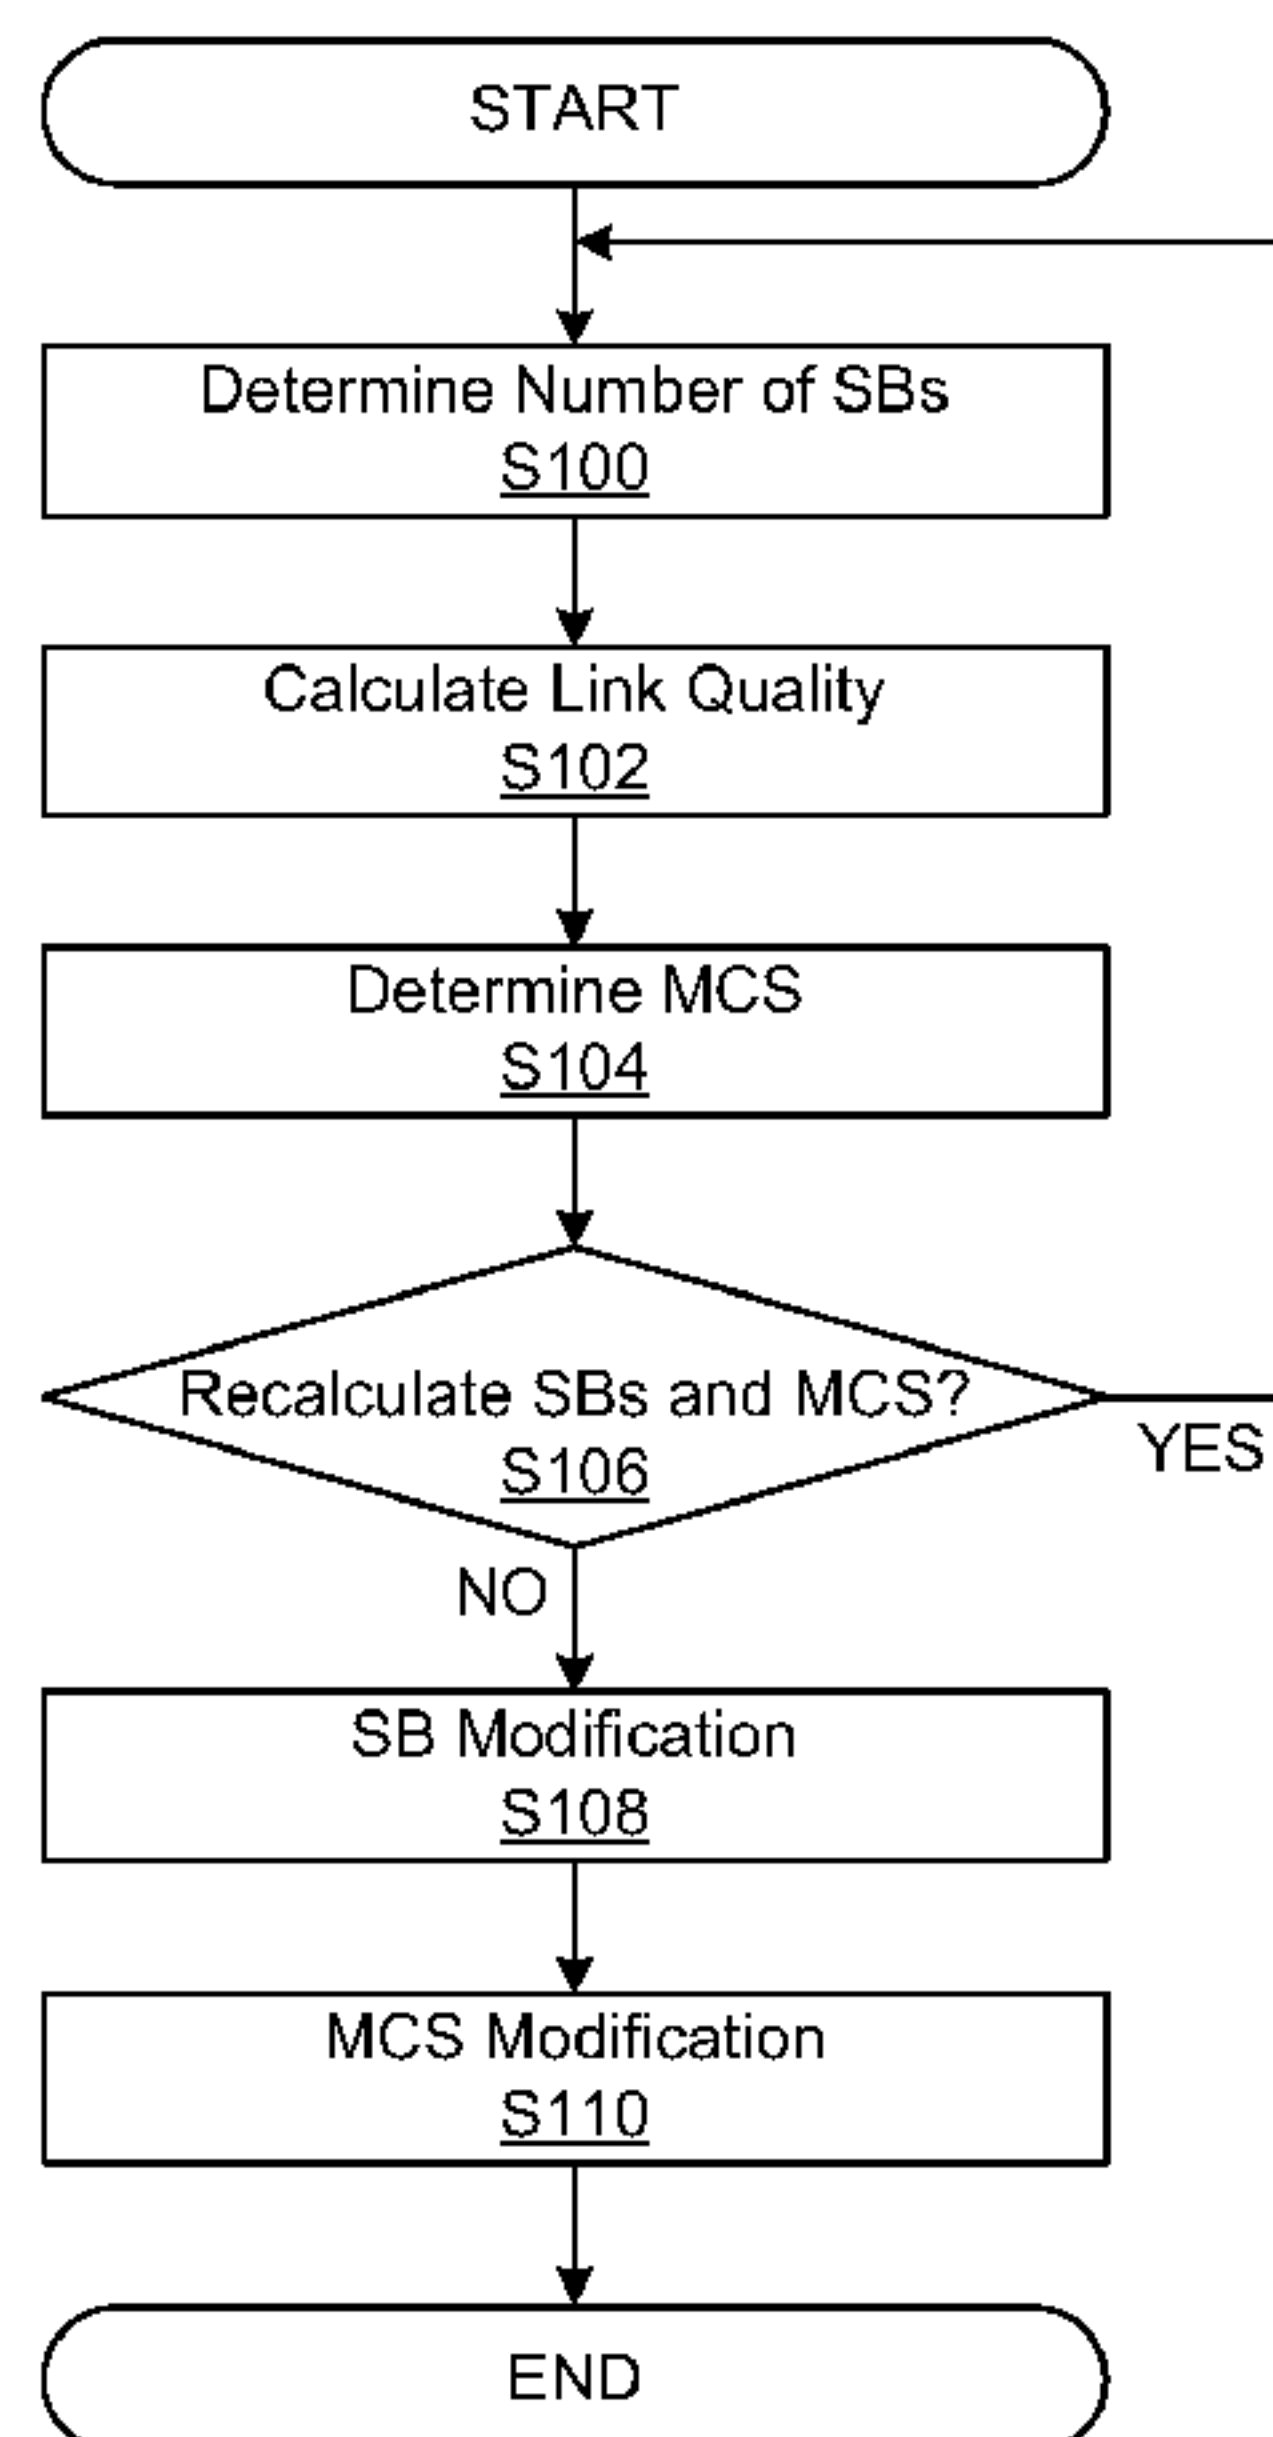 START
Determine Number of SBs
S100
Calculate Link Quality
S102
Determine MCS
S104
Recalculate SBs and MCS?
S106
YES
NO
SB Modification
S108
MCS Modification
S110
END